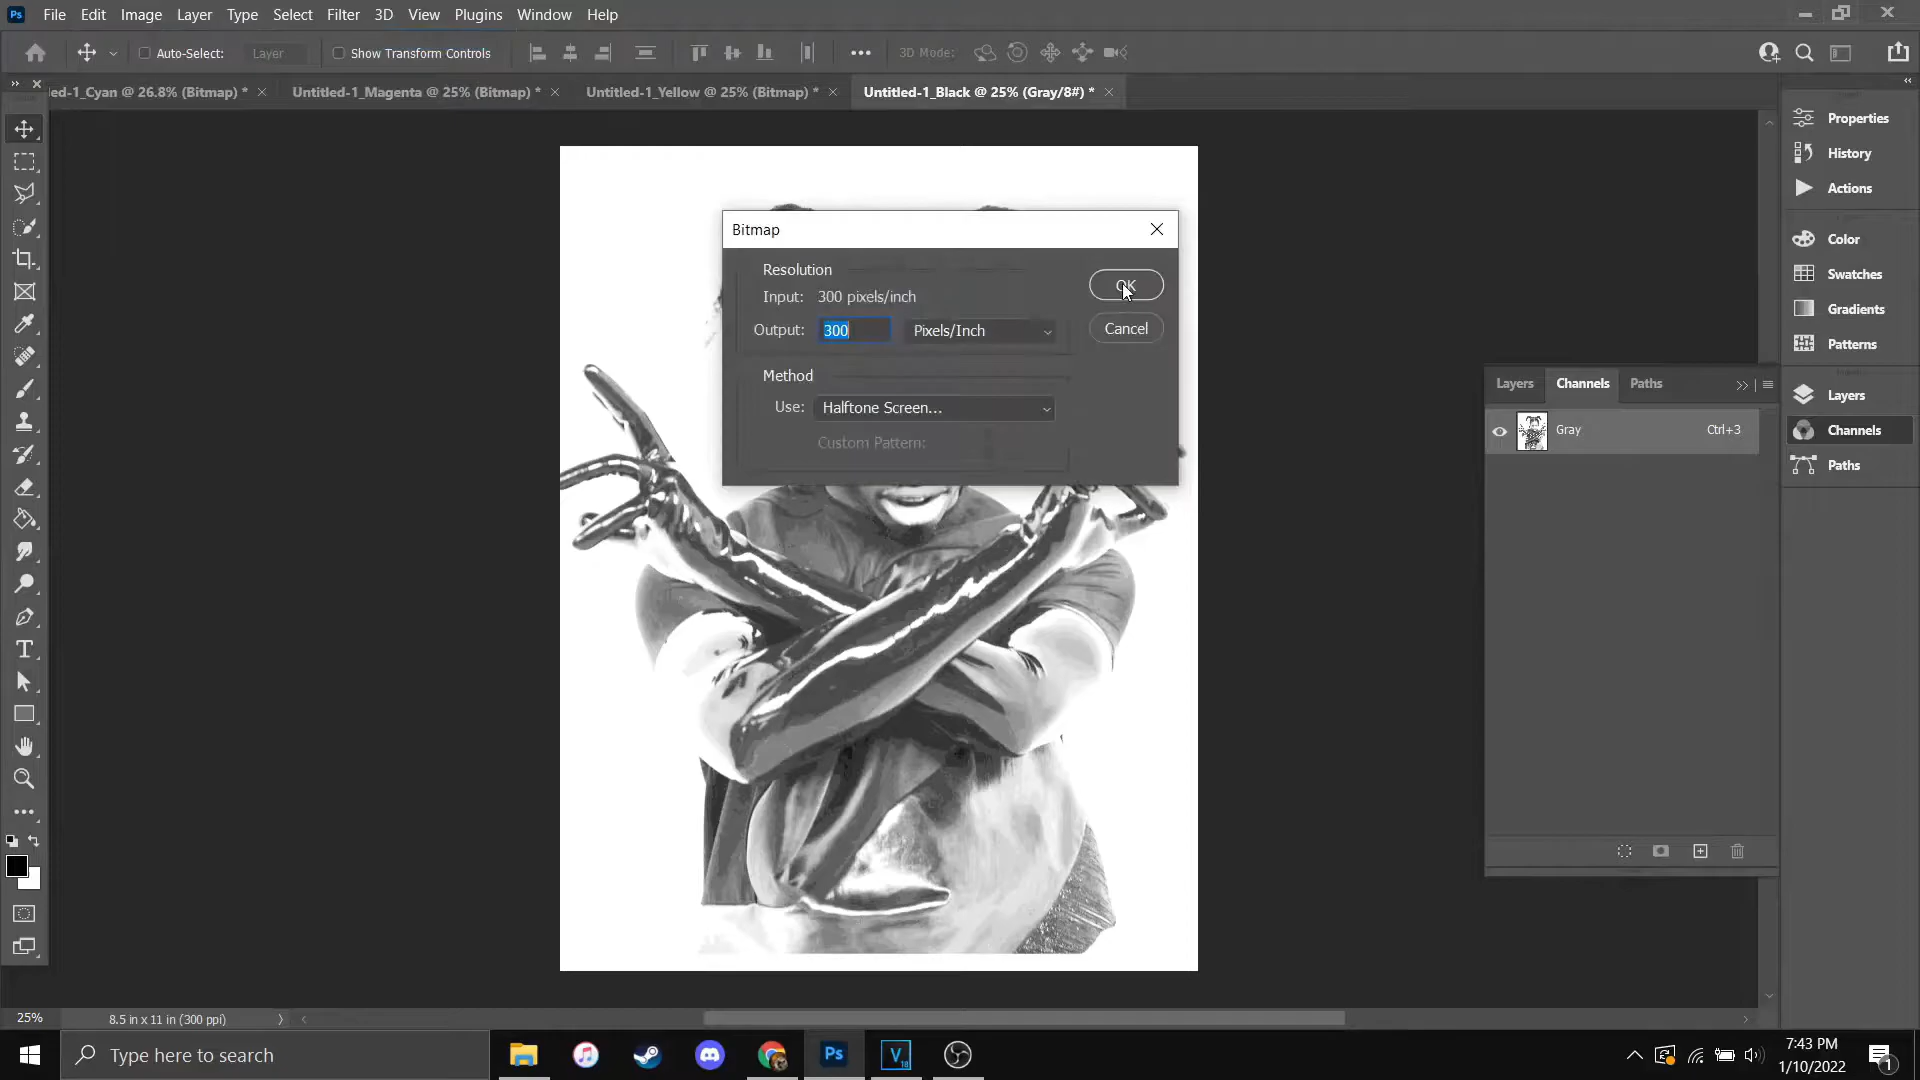 Ps File Edit Image Layer Type Select Filter 3D View Plugins Window Help
Auto-Select: Layer Show Transform Controls 3D Mode:
ed-1_Cyan @ 26.8% (Bitmap) * Untitled-1_Magenta @ 25% (Bitmap) * Untitled-1_Yellow @ 25% (Bitmap) * Untitled-1_Black @ 25% (Gray/8#) *
Bitmap
Resolution
Input: 300 pixels/inch
OK
Output: 300 Pixels/Inch
Cancel
Method
Use: Halftone Screen...
Custom Pattern:
Properties
History
Actions
Color
Swatches
Gradients
Patterns
Layers
Channels
Paths
Layers Channels Paths
Gray Ctrl+3
T
25% 8.5 in x 11 in (300 ppi)
Type here to search
Ps
V
18
7:43 PM
1/10/2022
1